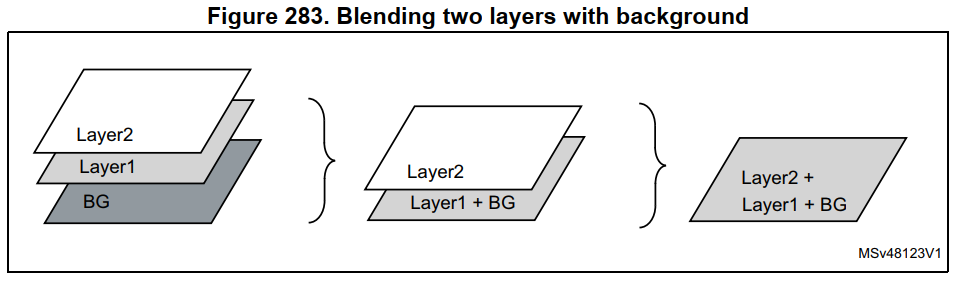 Figure 283. Blending two layers with background
Layer2
Layer1
BG
Layer2
Layer1 + BG
Layer2 +
Layer1 + BG
MSv48123V1